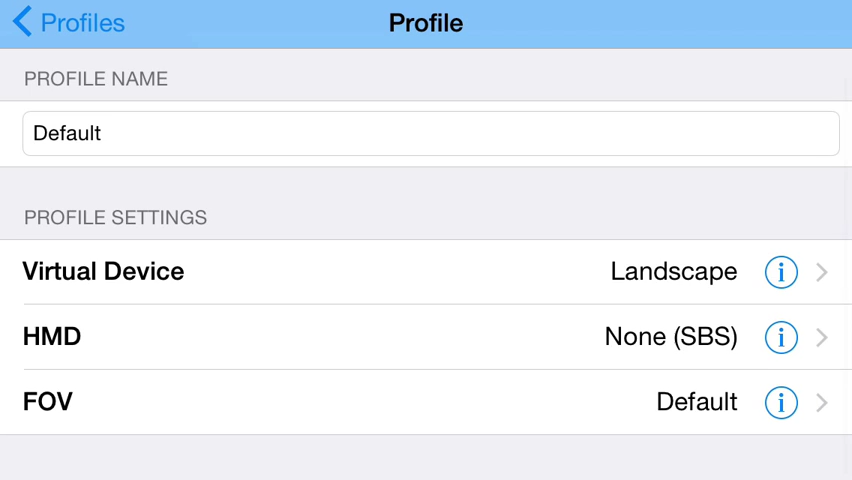 Profiles
Profile
PROFILE NAME
Default
PROFILE SETTINGS
Virtual Device Landscape i
HMD None (SBS) i
FOV Default i